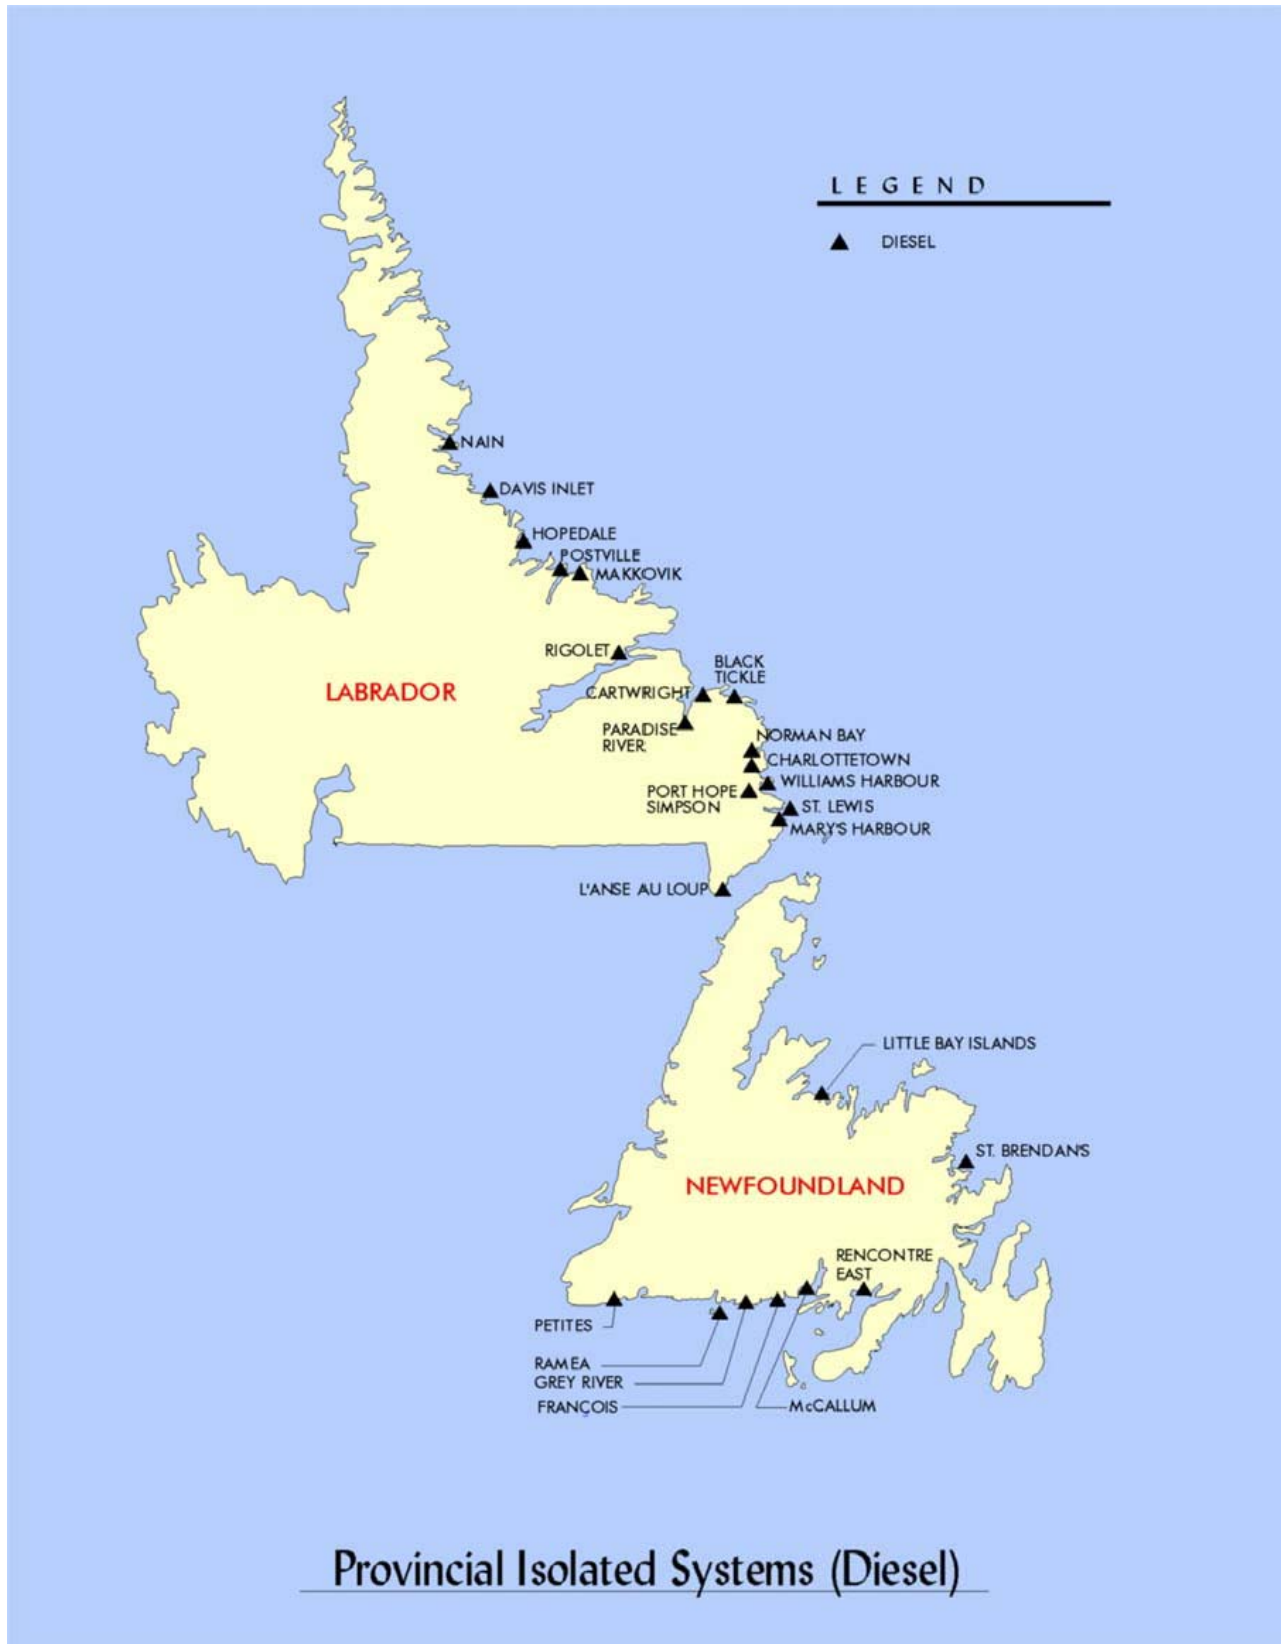 LEGEND
DIESEL
NAIN
DAVIS INLET
HOPEDALE
POSTVILLE
MAKKOVIK
RIGOLET
BLACK
TICKLE
CARTWRIGHT
LABRADOR
PARADISE
RIVER
NORMAN BAY
CHARLOTTETOWN
WILLIAMS HARBOUR
PORT HOPE
SIMPSON
ST. LEWIS
MARY'S HARBOUR
L'ANSE AU LOUP
LITTLE BAY ISLANDS
ST. BRENDAN'S
NEWFOUNDLAND
RENCONTRE
EAST
PETITES
RAMEA
GREY RIVER
FRANÇOIS
McCALLUM
Provincial Isolated Systems (Diesel)